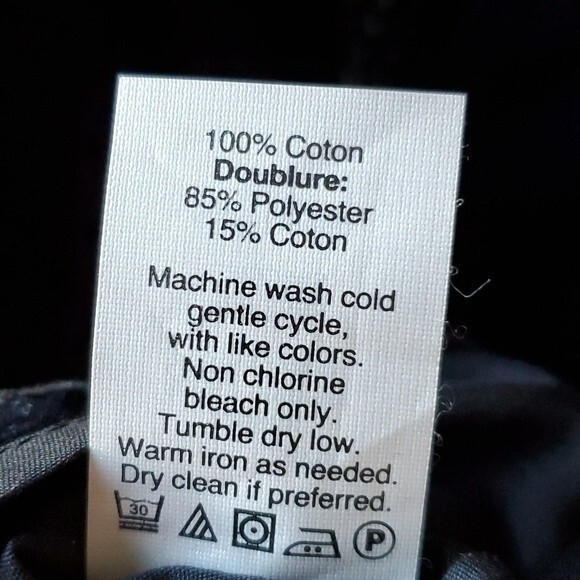 100% Coton
Doublure:
85% Polyester
15% Coton
Machine wash cold
gentle cycle,
with like colors.
Non chlorine
bleach only.
Tumble dry low.
Warm iron as needed.
Dry clean if preferred.
30 P